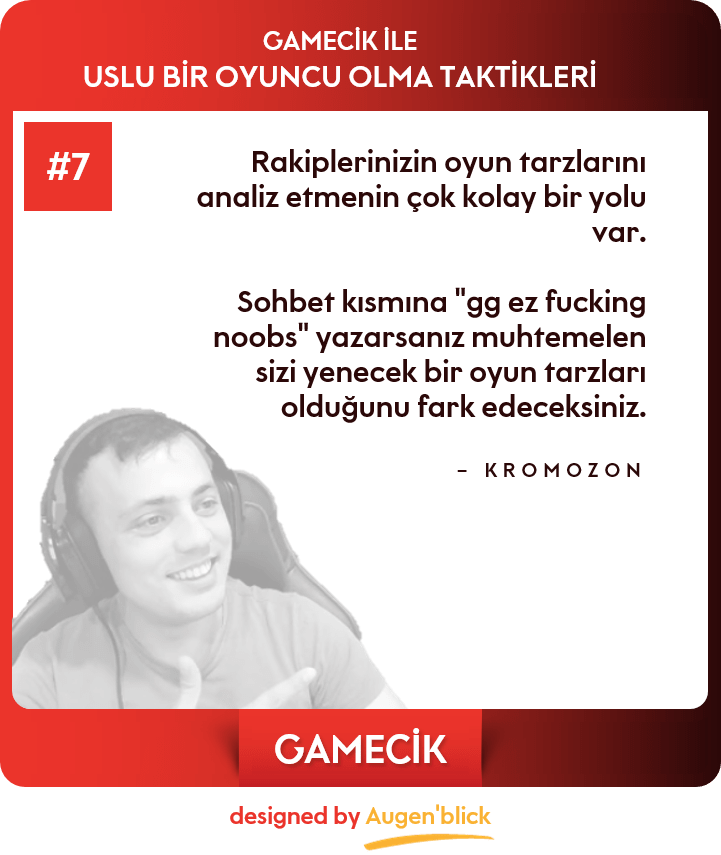 GAMECİK İLE
USLU BİR OYUNCU OLMA TAKTİKLERİ
#7
Rakiplerinizin oyun tarzlarını
analiz etmenin çok kolay bir yolu
var.
Sohbet kısmına "gg ez fucking
noobs" yazarsanız muhtemelen
sizi yenecek bir oyun tarzları
olduğunu fark edeceksiniz.
– KROMOZON
GAMECİK
designed by Augen'blick